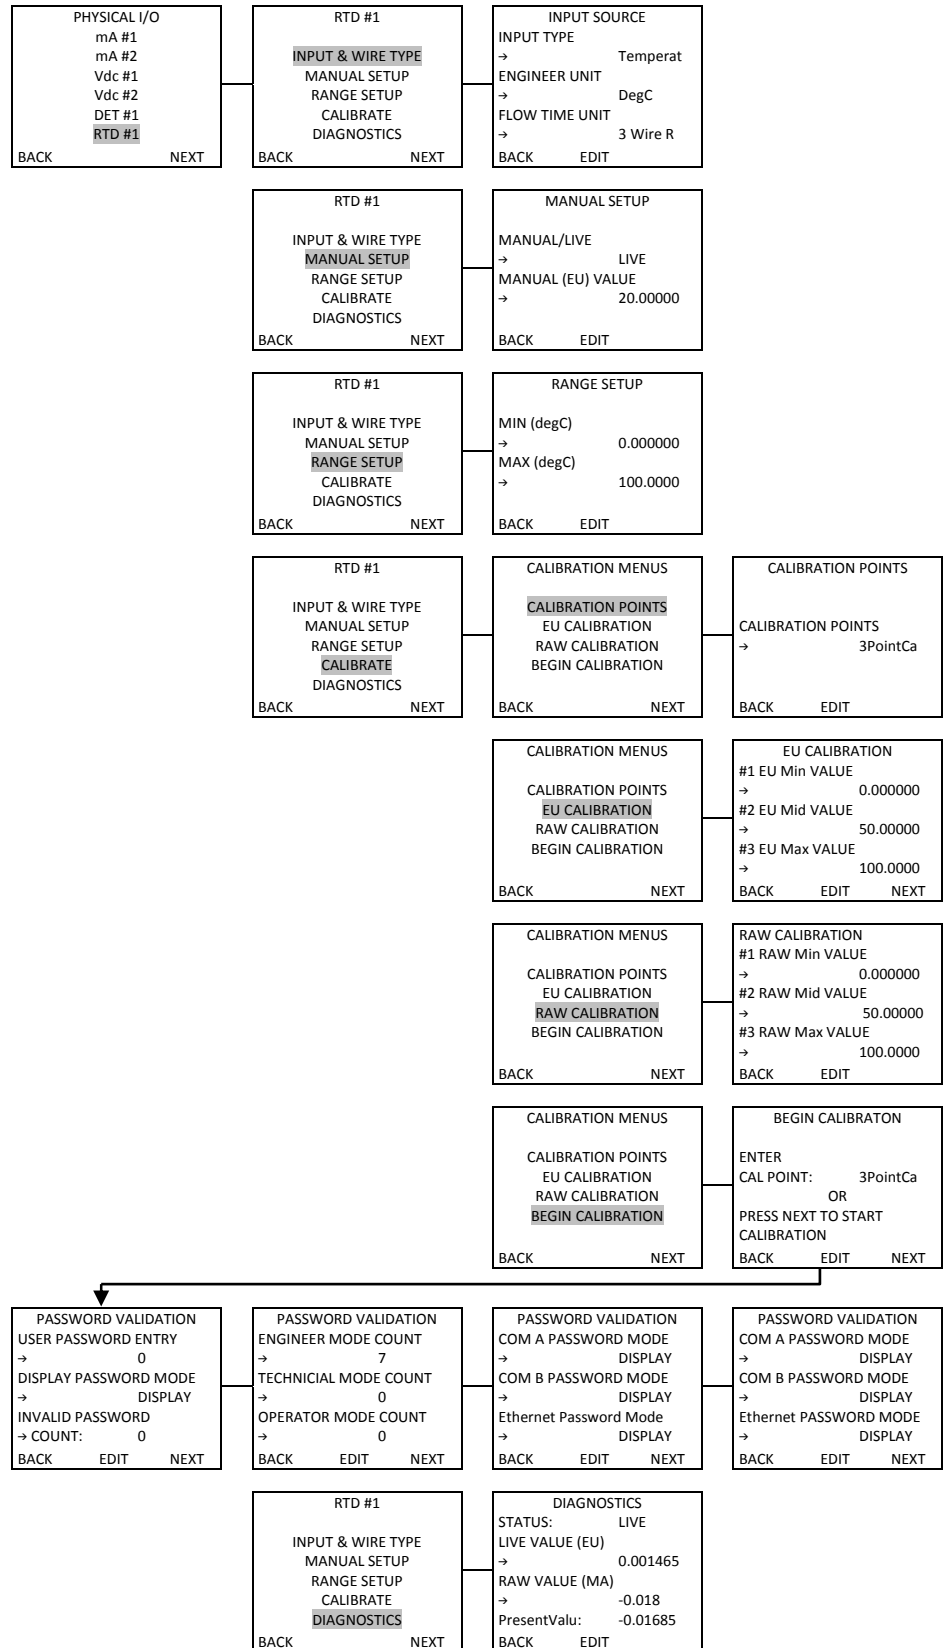 PHYSICAL I/O
mA #1
mA #2
Vdc #1
Vdc #2
DET #1
RTD #1
BACK NEXT
RTD #1
INPUT & WIRE TYPE
MANUAL SETUP
RANGE SETUP
CALIBRATE
DIAGNOSTICS
BACK NEXT
INPUT SOURCE
INPUT TYPE
→ Temperat
ENGINEER UNIT
→ DegC
FLOW TIME UNIT
→ 3 Wire R
BACK EDIT
RTD #1
INPUT & WIRE TYPE
MANUAL SETUP
RANGE SETUP
CALIBRATE
DIAGNOSTICS
BACK NEXT
MANUAL SETUP
MANUAL/LIVE
→ LIVE
MANUAL (EU) VALUE
→ 20.00000
BACK EDIT
RTD #1
INPUT & WIRE TYPE
MANUAL SETUP
RANGE SETUP
CALIBRATE
DIAGNOSTICS
BACK NEXT
RANGE SETUP
MIN (degC)
→ 0.000000
MAX (degC)
→ 100.0000
BACK EDIT
RTD #1
INPUT & WIRE TYPE
MANUAL SETUP
RANGE SETUP
CALIBRATE
DIAGNOSTICS
BACK NEXT
CALIBRATION MENUS
CALIBRATION POINTS
EU CALIBRATION
RAW CALIBRATION
BEGIN CALIBRATION
BACK NEXT
CALIBRATION POINTS
CALIBRATION POINTS
→ 3PointCa
BACK EDIT
CALIBRATION MENUS
CALIBRATION POINTS
EU CALIBRATION
RAW CALIBRATION
BEGIN CALIBRATION
BACK NEXT
EU CALIBRATION
#1 EU Min VALUE
→ 0.000000
#2 EU Mid VALUE
→ 50.00000
#3 EU Max VALUE
→ 100.0000
BACK EDIT NEXT
CALIBRATION MENUS
CALIBRATION POINTS
EU CALIBRATION
RAW CALIBRATION
BEGIN CALIBRATION
BACK NEXT
RAW CALIBRATION
#1 RAW Min VALUE
→ 0.000000
#2 RAW Mid VALUE
→ 50.00000
#3 RAW Max VALUE
→ 100.0000
BACK EDIT
CALIBRATION MENUS
CALIBRATION POINTS
EU CALIBRATION
RAW CALIBRATION
BEGIN CALIBRATION
BACK NEXT
BEGIN CALIBRATON
ENTER
CAL POINT: 3PointCa
OR
PRESS NEXT TO START
CALIBRATION
BACK EDIT NEXT
PASSWORD VALIDATION
USER PASSWORD ENTRY
→ 0
DISPLAY PASSWORD MODE
→ DISPLAY
INVALID PASSWORD
→ COUNT: 0
BACK EDIT NEXT
PASSWORD VALIDATION
ENGINEER MODE COUNT
→ 7
TECHNICIAL MODE COUNT
→ 0
OPERATOR MODE COUNT
→ 0
BACK EDIT NEXT
PASSWORD VALIDATION
COM A PASSWORD MODE
→ DISPLAY
COM B PASSWORD MODE
→ DISPLAY
Ethernet Password Mode
→ DISPLAY
BACK EDIT NEXT
PASSWORD VALIDATION
COM A PASSWORD MODE
→ DISPLAY
COM B PASSWORD MODE
→ DISPLAY
Ethernet PASSWORD MODE
→ DISPLAY
BACK EDIT NEXT
RTD #1
INPUT & WIRE TYPE
MANUAL SETUP
RANGE SETUP
CALIBRATE
DIAGNOSTICS
BACK NEXT
DIAGNOSTICS
STATUS: LIVE
LIVE VALUE (EU)
→ 0.001465
RAW VALUE (MA)
→ -0.018
PresentValu: -0.01685
BACK EDIT